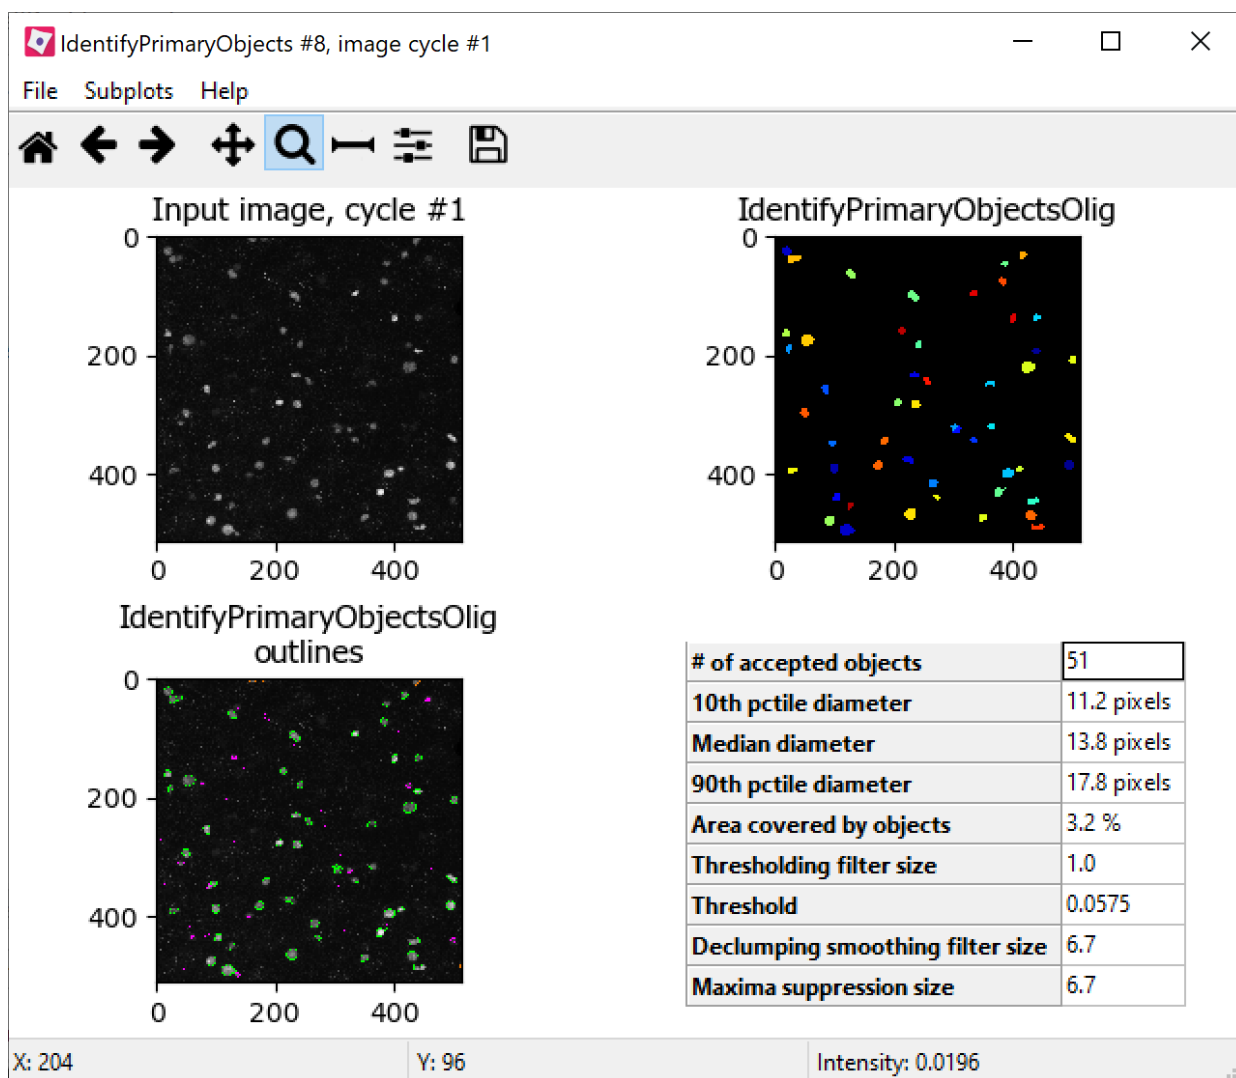 IdentifyPrimaryObjects #8, image cycle #1
File Subplots Help
Input image, cycle #1
0
200
400
0 200 400
IdentifyPrimaryObjectsOlig
0
200
400
0 200 400
IdentifyPrimaryObjectsOlig
outlines
0
200
400
0 200 400
# of accepted objects 51
10th pctile diameter 11.2 pixels
Median diameter 13.8 pixels
90th pctile diameter 17.8 pixels
Area covered by objects 3.2 %
Thresholding filter size 1.0
Threshold 0.0575
Declumping smoothing filter size 6.7
Maxima suppression size 6.7
X: 204 Y: 96 Intensity: 0.0196